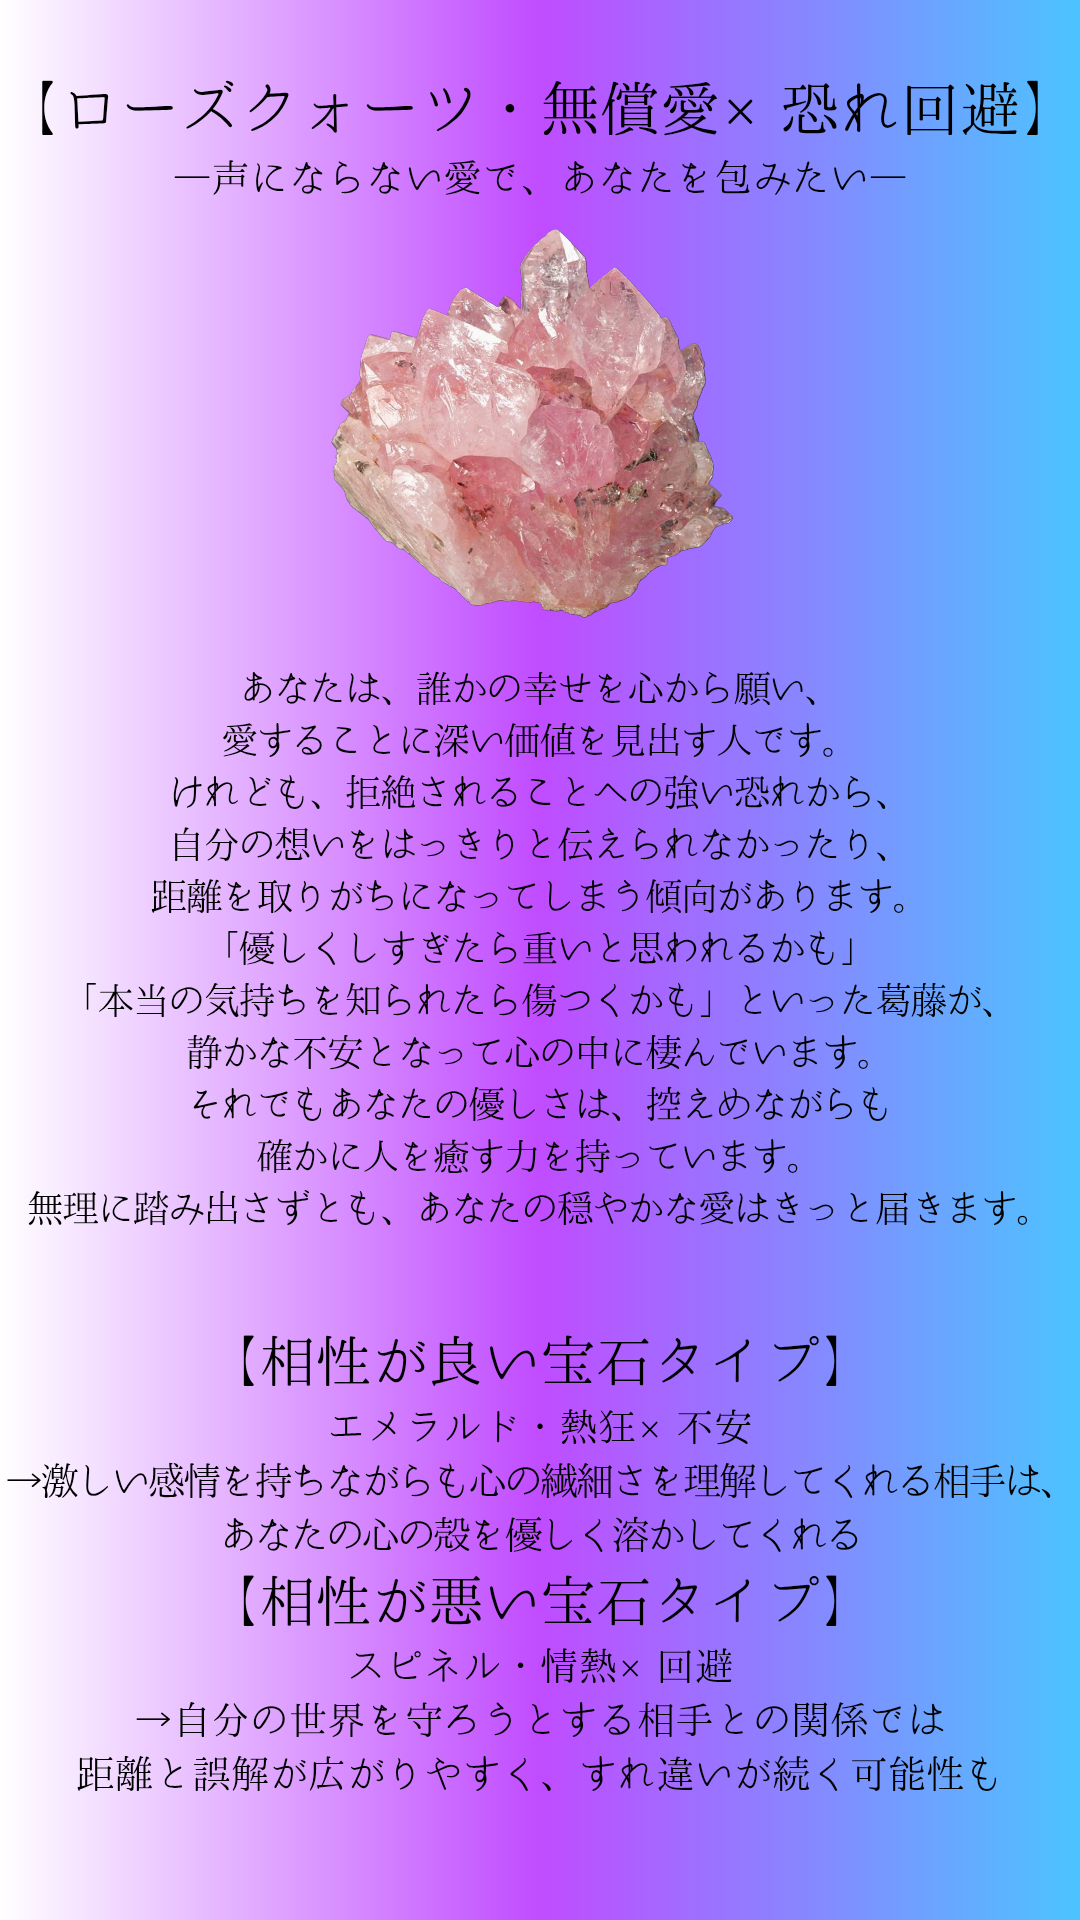 【ローズクォーツ・無償愛× 恐れ回避】
―声にならない愛で、あなたを包みたい―
あなたは、誰かの幸せを心から願い、
愛することに深い価値を見出す人です。
けれども、拒絶されることへの強い恐れから、
自分の想いをはっきりと伝えられなかったり、
距離を取りがちになってしまう傾向があります。
「優しくしすぎたら重いと思われるかも」
「本当の気持ちを知られたら傷つくかも」といった葛藤が、
静かな不安となって心の中に棲んでいます。
それでもあなたの優しさは、控えめながらも
確かに人を癒す力を持っています。
無理に踏み出さずとも、あなたの穏やかな愛はきっと届きます。
【相性が良い宝石タイプ】
エメラルド・熱狂× 不安
→激しい感情を持ちながらも心の繊細さを理解してくれる相手は、
あなたの心の殻を優しく溶かしてくれる
【相性が悪い宝石タイプ】
スピネル・情熱× 回避
→自分の世界を守ろうとする相手との関係では
距離と誤解が広がりやすく、すれ違いが続く可能性も